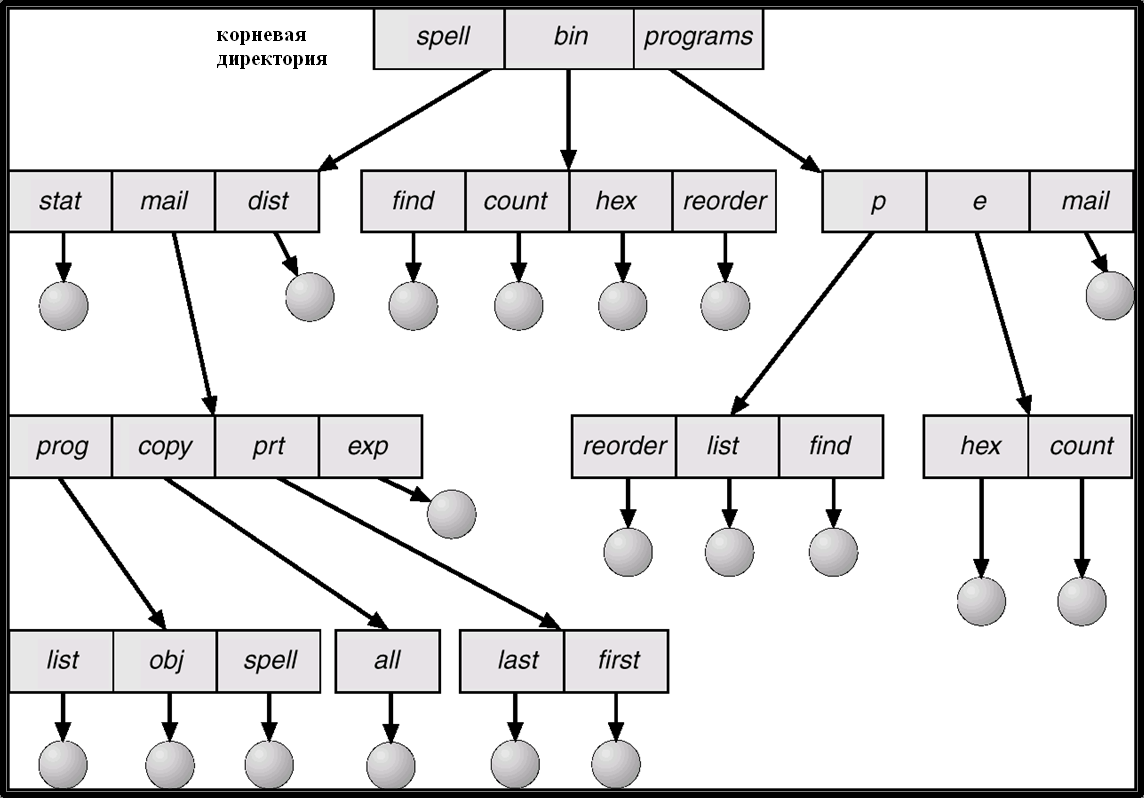 корневая
директория
spell bin programs
stat mail dist find count hex reorder p e mail
prog copy prt exp reorder list find hex count
list obj spell all last first